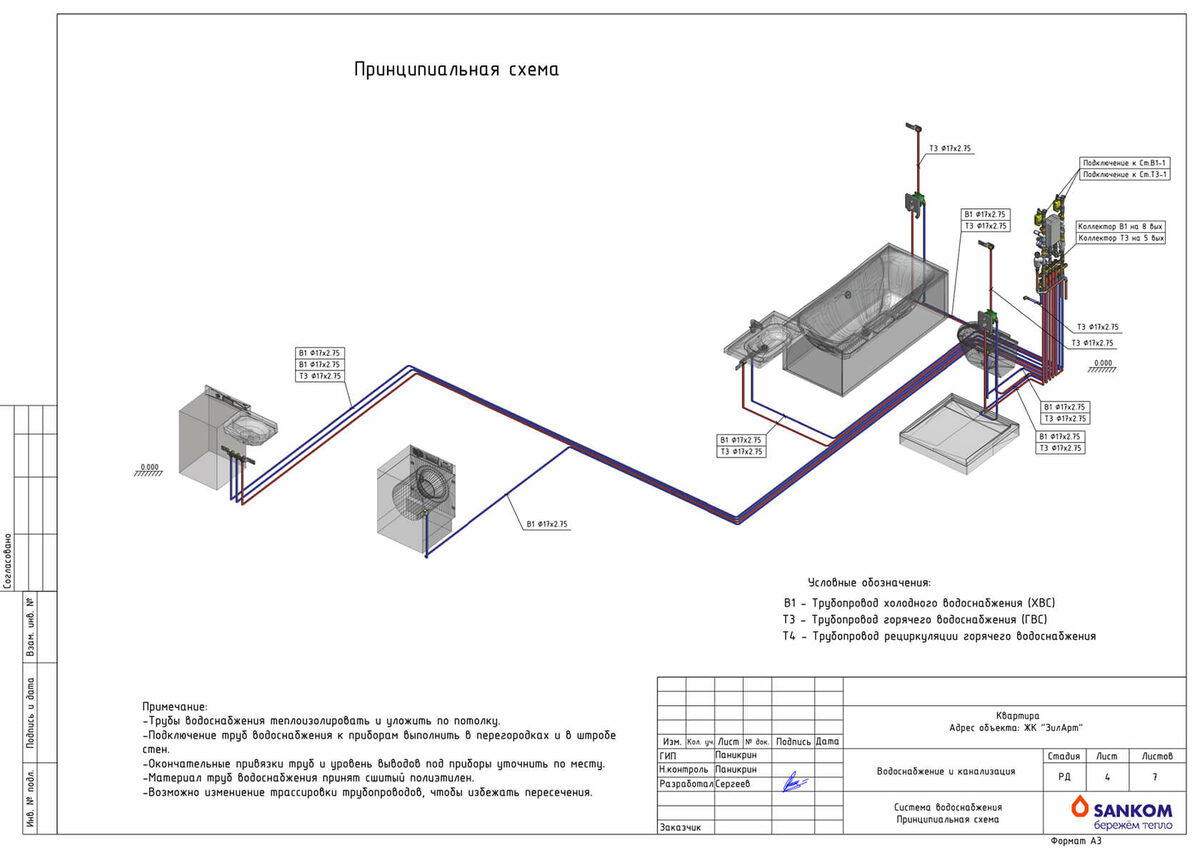 Принципиальная схема
Т3 Ф17х2.75
Подключение к Ст.В1-1
Подключение к Ст.Т3-1
В1 Ф17х2.75
Т3 Ф17х2.75
Коллектор В1 на 8 вых
Коллектор Т3 на 5 вых
Т3 Ф17х2.75
Т3 Ф17х2.75
0.000
В1 Ф17х2.75
В1 Ф17х2.75
Т3 Ф17х2.75
В1 Ф17х2.75
Т3 Ф17х2.75
В1 Ф17х2.75
Т3 Ф17х2.75
В1 Ф17х2.75
Т3 Ф17х2.75
0.000
В1 Ф17х2.75
Условные обозначения:
В1 - Трубопровод холодного водоснабжения (ХВС)
Т3 - Трубопровод горячего водоснабжения (ГВС)
Т4 - Трубопровод рециркуляции горячего водоснабжения
Примечание:
-Трубы водоснабжения теплоизолировать и уложить по потолку.
-Подключение труб водоснабжения к приборам выполнить в перегородках и в штробе
стен.
-Окончательные привязки труб и уровень выводов под приборы уточнить по месту.
-Материал труб водоснабжения принят сшитый полиэтилен.
-Возможно измениение трассировки трубопроводов, чтобы избежать пересечения.
Согласовано
Взам. инв. №
Подпись и дата
Инв. № подл.
Изм. Кол. уч. Лист № док. Подпись Дата
ГИП Паникрин
Н.контроль Паникрин
Разработал Сергеев
Заказчик
Квартира
Адрес объекта: ЖК "ЗилАрт"
Водоснабжение и канализация
Стадия Лист Листов
РД 4 7
Система водоснабжения
Принципиальная схема
SANKOM
бережём тепло
Формат А3